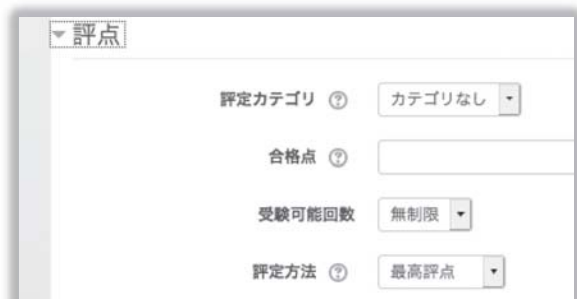 評点
評定カテゴリ カテゴリなし
合格点
受験可能回数 無制限
評定方法 最高評点